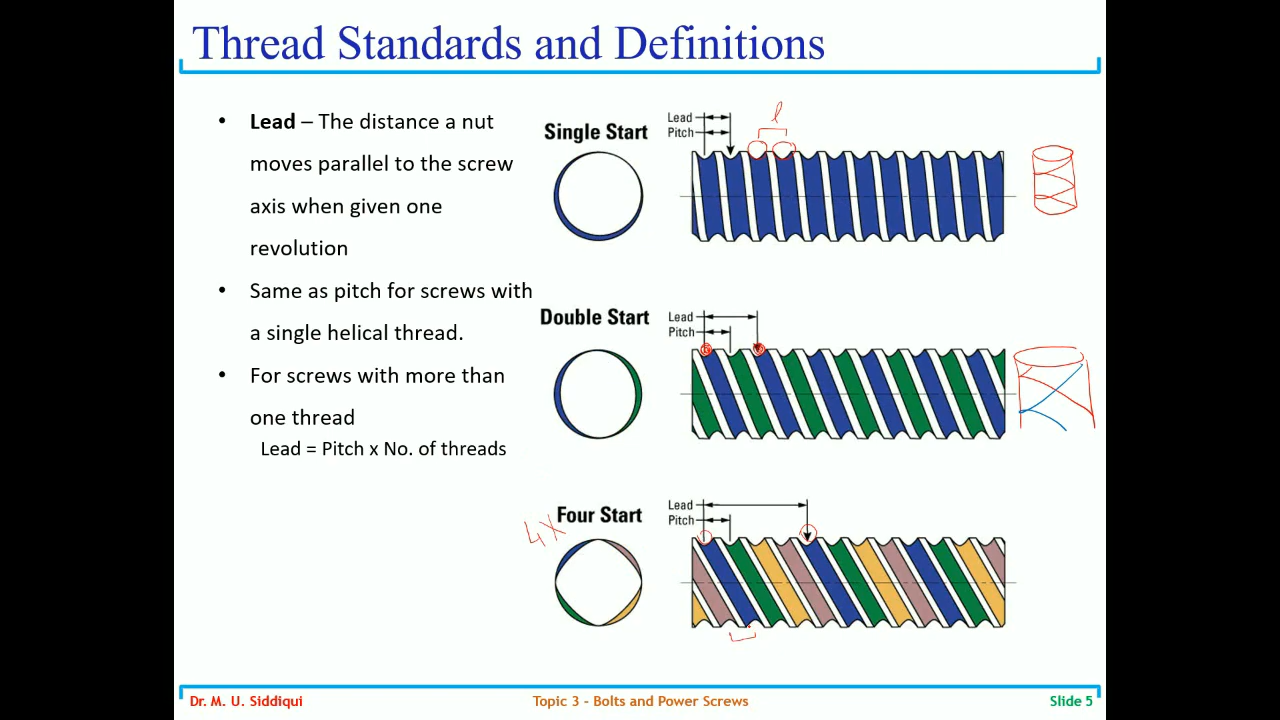 Thread Standards and Definitions
• Lead – The distance a nut
moves parallel to the screw
axis when given one
revolution
• Same as pitch for screws with
a single helical thread.
• For screws with more than
one thread
Lead = Pitch x No. of threads
Single Start
Lead
Pitch
l
Double Start
Lead
Pitch
4x
Four Start
Lead
Pitch
Dr. M. U. Siddiqui
Topic 3 - Bolts and Power Screws
Slide 5